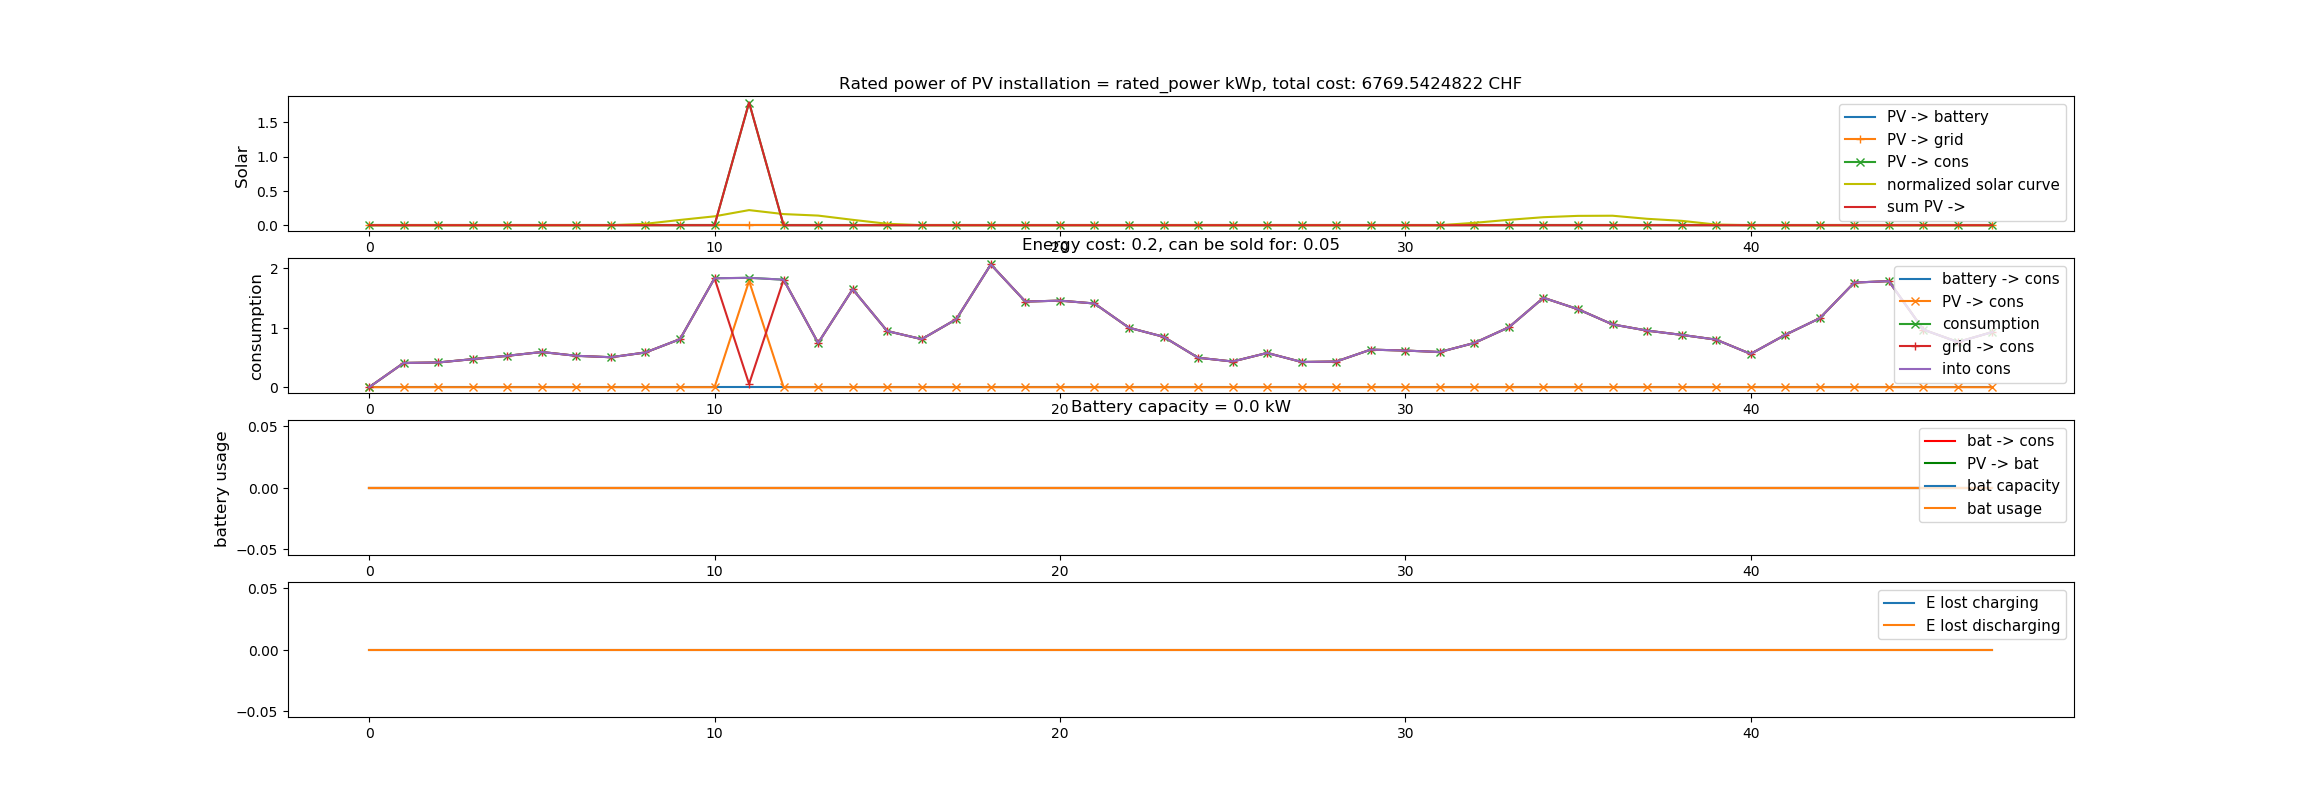 Rated power of PV installation = rated_power kWp, total cost: 6769.5424822 CHF
Solar
1.5
1.0
0.5
0.0
PV -> battery
PV -> grid
PV -> cons
normalized solar curve
sum PV ->
0 10 20 30 40
Energy cost: 0.2, can be sold for: 0.05
consumption
2
1
0
battery -> cons
PV -> cons
consumption
grid -> cons
into cons
0 10 20 30 40
Battery capacity = 0.0 kW
battery usage
0.05
0.00
−0.05
bat -> cons
PV -> bat
bat capacity
bat usage
0 10 20 30 40
0.05
0.00
−0.05
E lost charging
E lost discharging
0 10 20 30 40